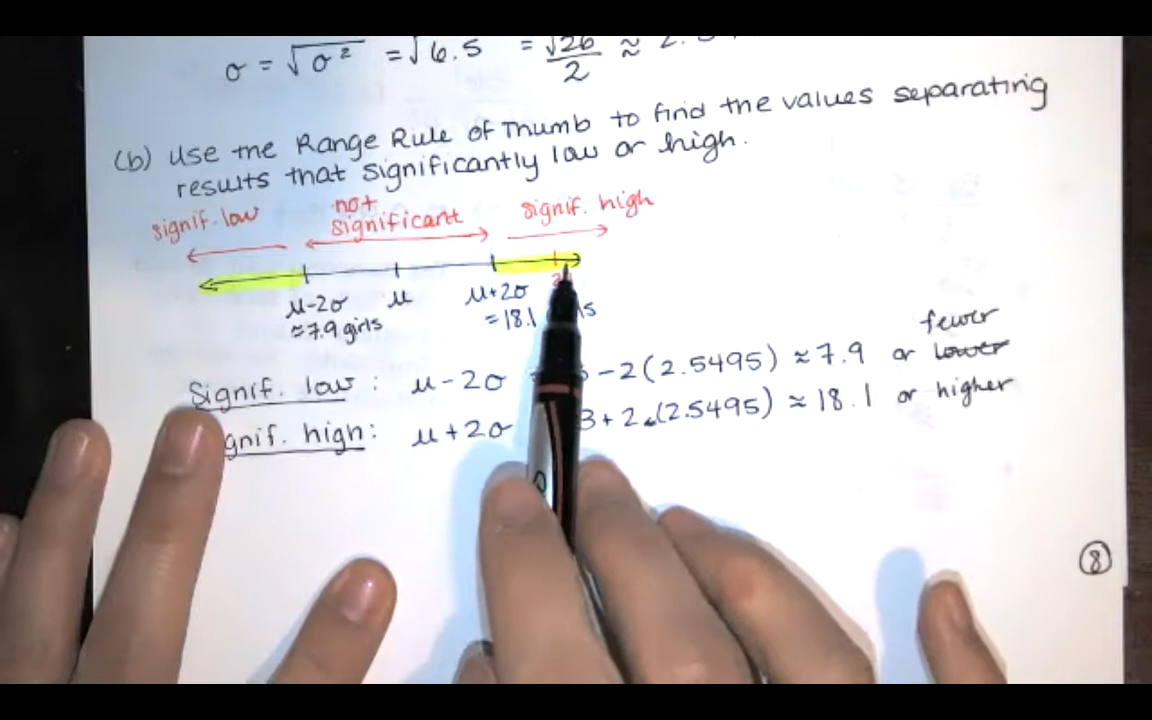 σ = √σ² = √6.5 = √26/2 ≈ 2.
(b) Use the Range Rule of Thumb to find the values separating
results that significantly low or high.
signif. low not significant signif. high
μ-2σ μ μ+2σ
≈7.9 girls =18.1
fewer
Signif. low: μ-2σ -2(2.5495) ≈ 7.9 or lower
gnif. high: μ+2σ 3+2.(2.5495) ≈ 18.1 or higher
8